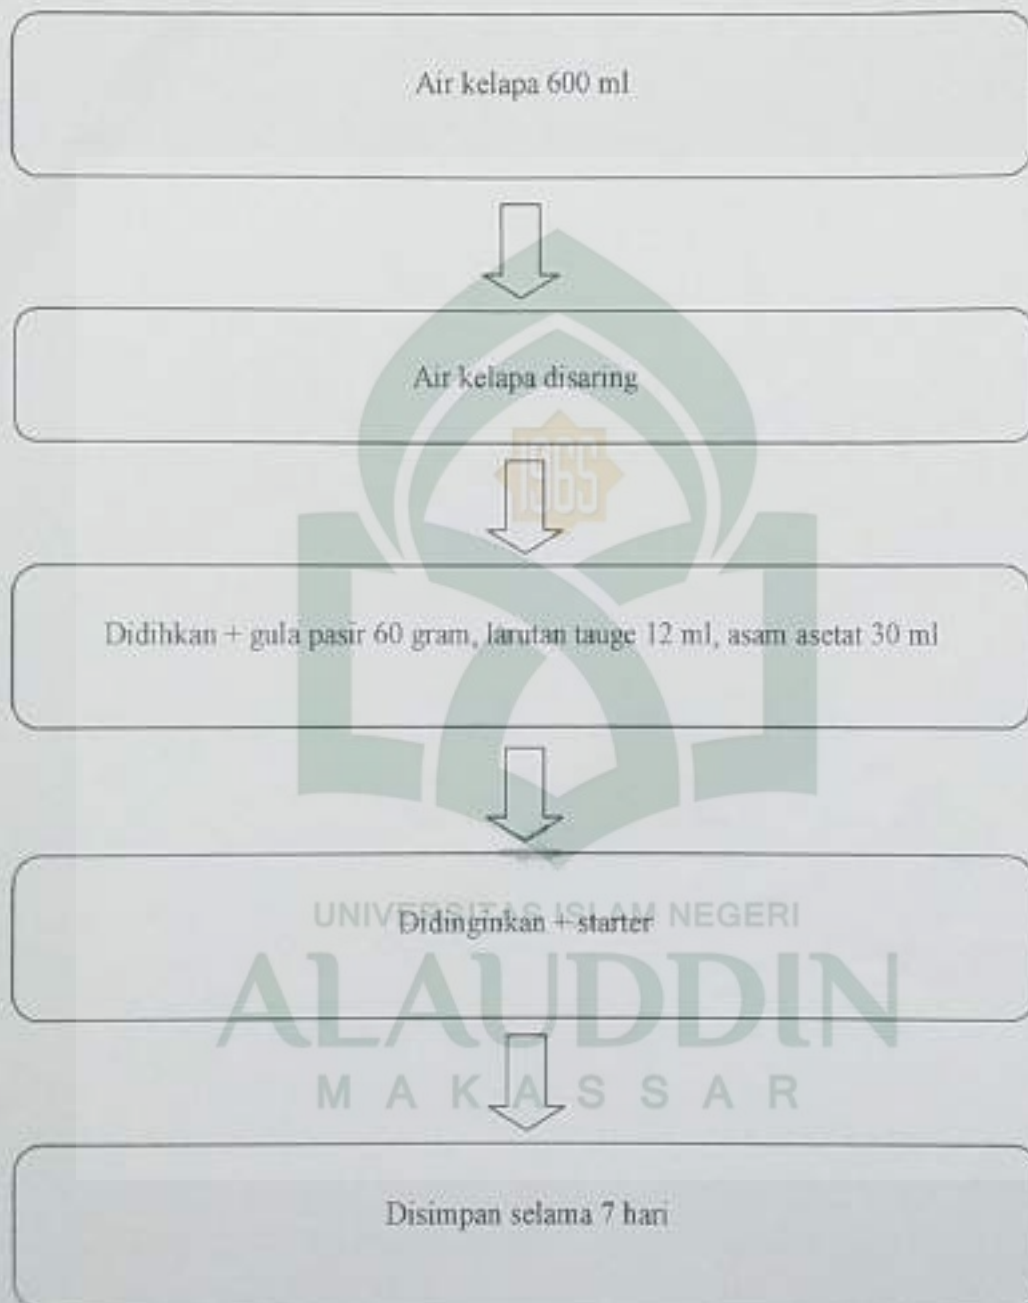 Air kelapa 600 ml
Air kelapa disaring
1965
Didihkan + gula pasir 60 gram, larutan tauge 12 ml, asam asetat 30 ml
UNIVERSITAS ISLAM NEGERI
Didinginkan + starter
ALAUDDIN
MAKASSAR
Disimpan selama 7 hari